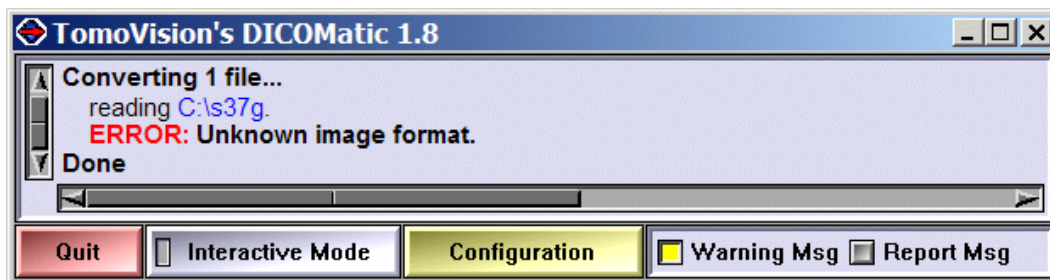 TomoVision's DICOMatic 1.8
Converting 1 file...
reading C:\s37g.
ERROR: Unknown image format.
Done
Quit Interactive Mode Configuration Warning Msg Report Msg